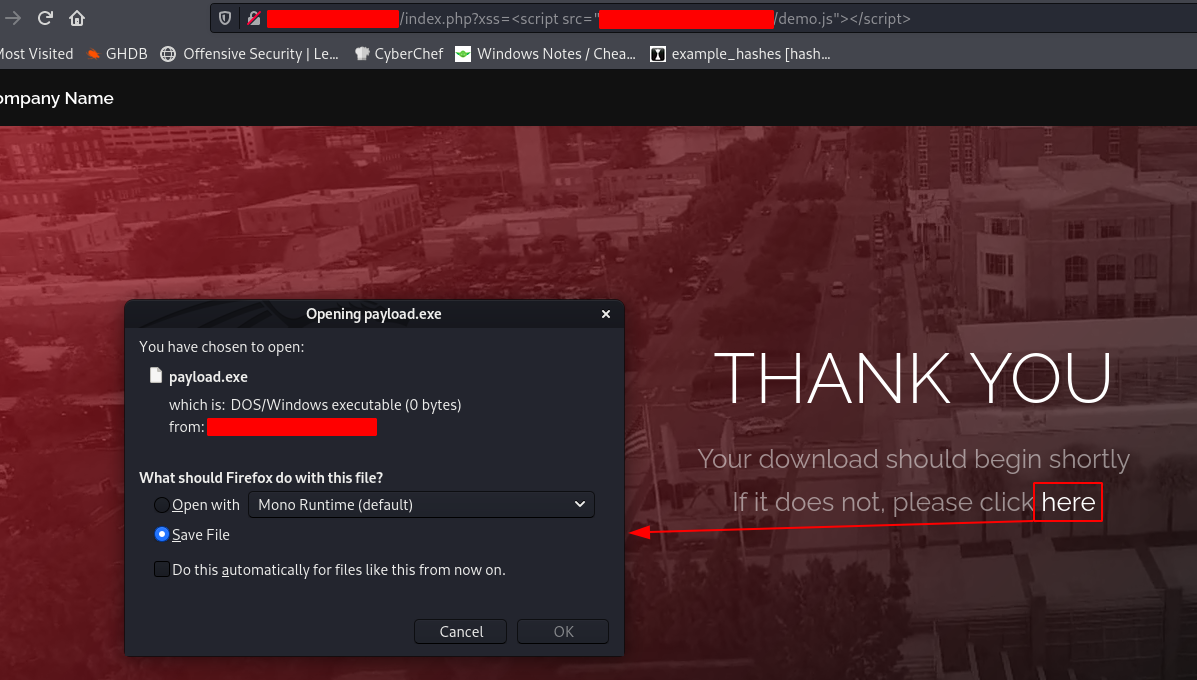 /index.php?xss=<script src="/demo.js"></script>
Most Visited GHDB Offensive Security | Le... CyberChef Windows Notes / Chea... example_hashes [hash...
ompany Name
Opening payload.exe ×
You have chosen to open:
payload.exe
which is: DOS/Windows executable (0 bytes)
from:
What should Firefox do with this file?
Open with Mono Runtime (default)
Save File
Do this automatically for files like this from now on.
Cancel OK
THANK YOU
Your download should begin shortly
If it does not, please click here